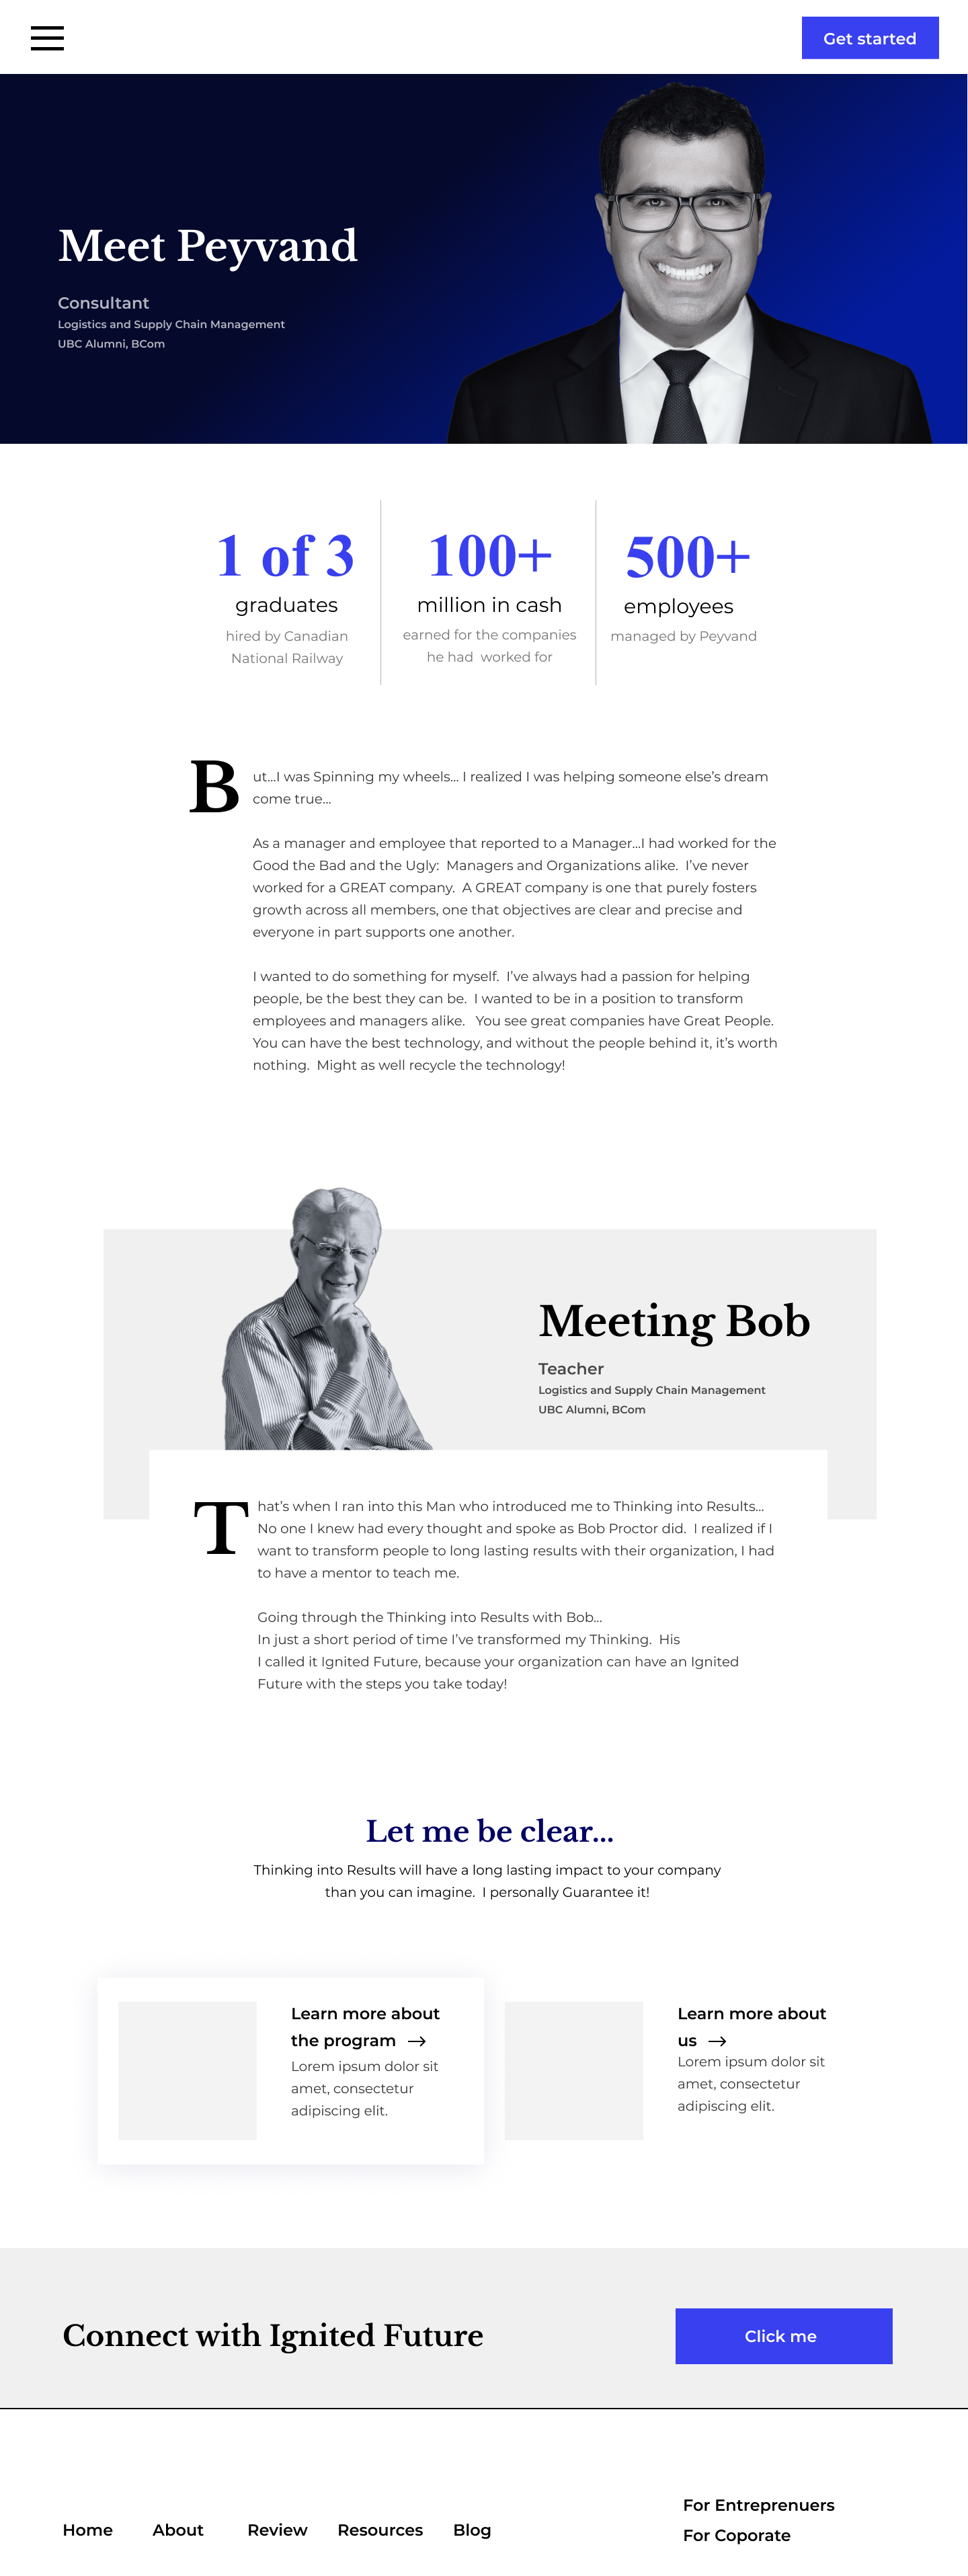 Get started
Meet Peyvand
Consultant
Logistics and Supply Chain Management
UBC Alumni, BCom
1 of 3
graduates
hired by Canadian
National Railway
100+
million in cash
earned for the companies
he had  worked for
500+
employees
managed by Peyvand
But...I was Spinning my wheels... I realized I was helping someone else’s dream
come true...
As a manager and employee that reported to a Manager...I had worked for the
Good the Bad and the Ugly:  Managers and Organizations alike.  I’ve never
worked for a GREAT company.  A GREAT company is one that purely fosters
growth across all members, one that objectives are clear and precise and
everyone in part supports one another.
I wanted to do something for myself.  I’ve always had a passion for helping
people, be the best they can be.  I wanted to be in a position to transform
employees and managers alike.   You see great companies have Great People.
You can have the best technology, and without the people behind it, it’s worth
nothing.  Might as well recycle the technology!
Meeting Bob
Teacher
Logistics and Supply Chain Management
UBC Alumni, BCom
That’s when I ran into this Man who introduced me to Thinking into Results...
No one I knew had every thought and spoke as Bob Proctor did.  I realized if I
want to transform people to long lasting results with their organization, I had
to have a mentor to teach me.
Going through the Thinking into Results with Bob...
In just a short period of time I’ve transformed my Thinking.  His
I called it Ignited Future, because your organization can have an Ignited
Future with the steps you take today!
Let me be clear...
Thinking into Results will have a long lasting impact to your company
than you can imagine.  I personally Guarantee it!
Learn more about
the program →
Lorem ipsum dolor sit
amet, consectetur
adipiscing elit.
Learn more about
us →
Lorem ipsum dolor sit
amet, consectetur
adipiscing elit.
Connect with Ignited Future
Click me
Home About Review Resources Blog
For Entreprenuers
For Coporate